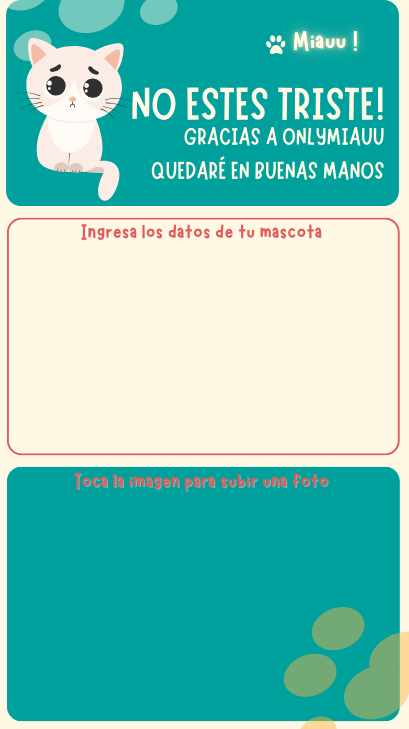 Miauu !
NO ESTES TRISTE!
GRACIAS A ONLYMIAUU
QUEDARÉ EN BUENAS MANOS
Ingresa los datos de tu mascota
Toca la imagen para subir una foto